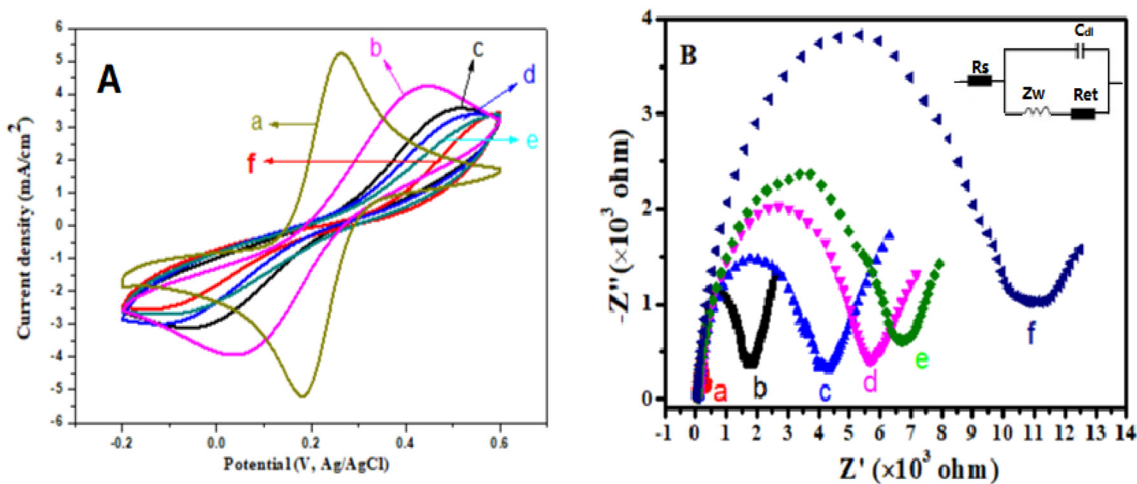 A
a
b
c
d
e
f
6
5
4
3
2
1
0
-1
-2
-3
-4
-5
-6
Current density (mA/cm²)
-0.2 0.0 0.2 0.4 0.6
Potential (V, Ag/AgCl)
B
Cdl
Rs
Zw Ret
4
3
2
1
0
-Z''(×10³ ohm)
a b c d e f
-1 0 1 2 3 4 5 6 7 8 9 10 11 12 13 14
Z' (×10³ ohm)